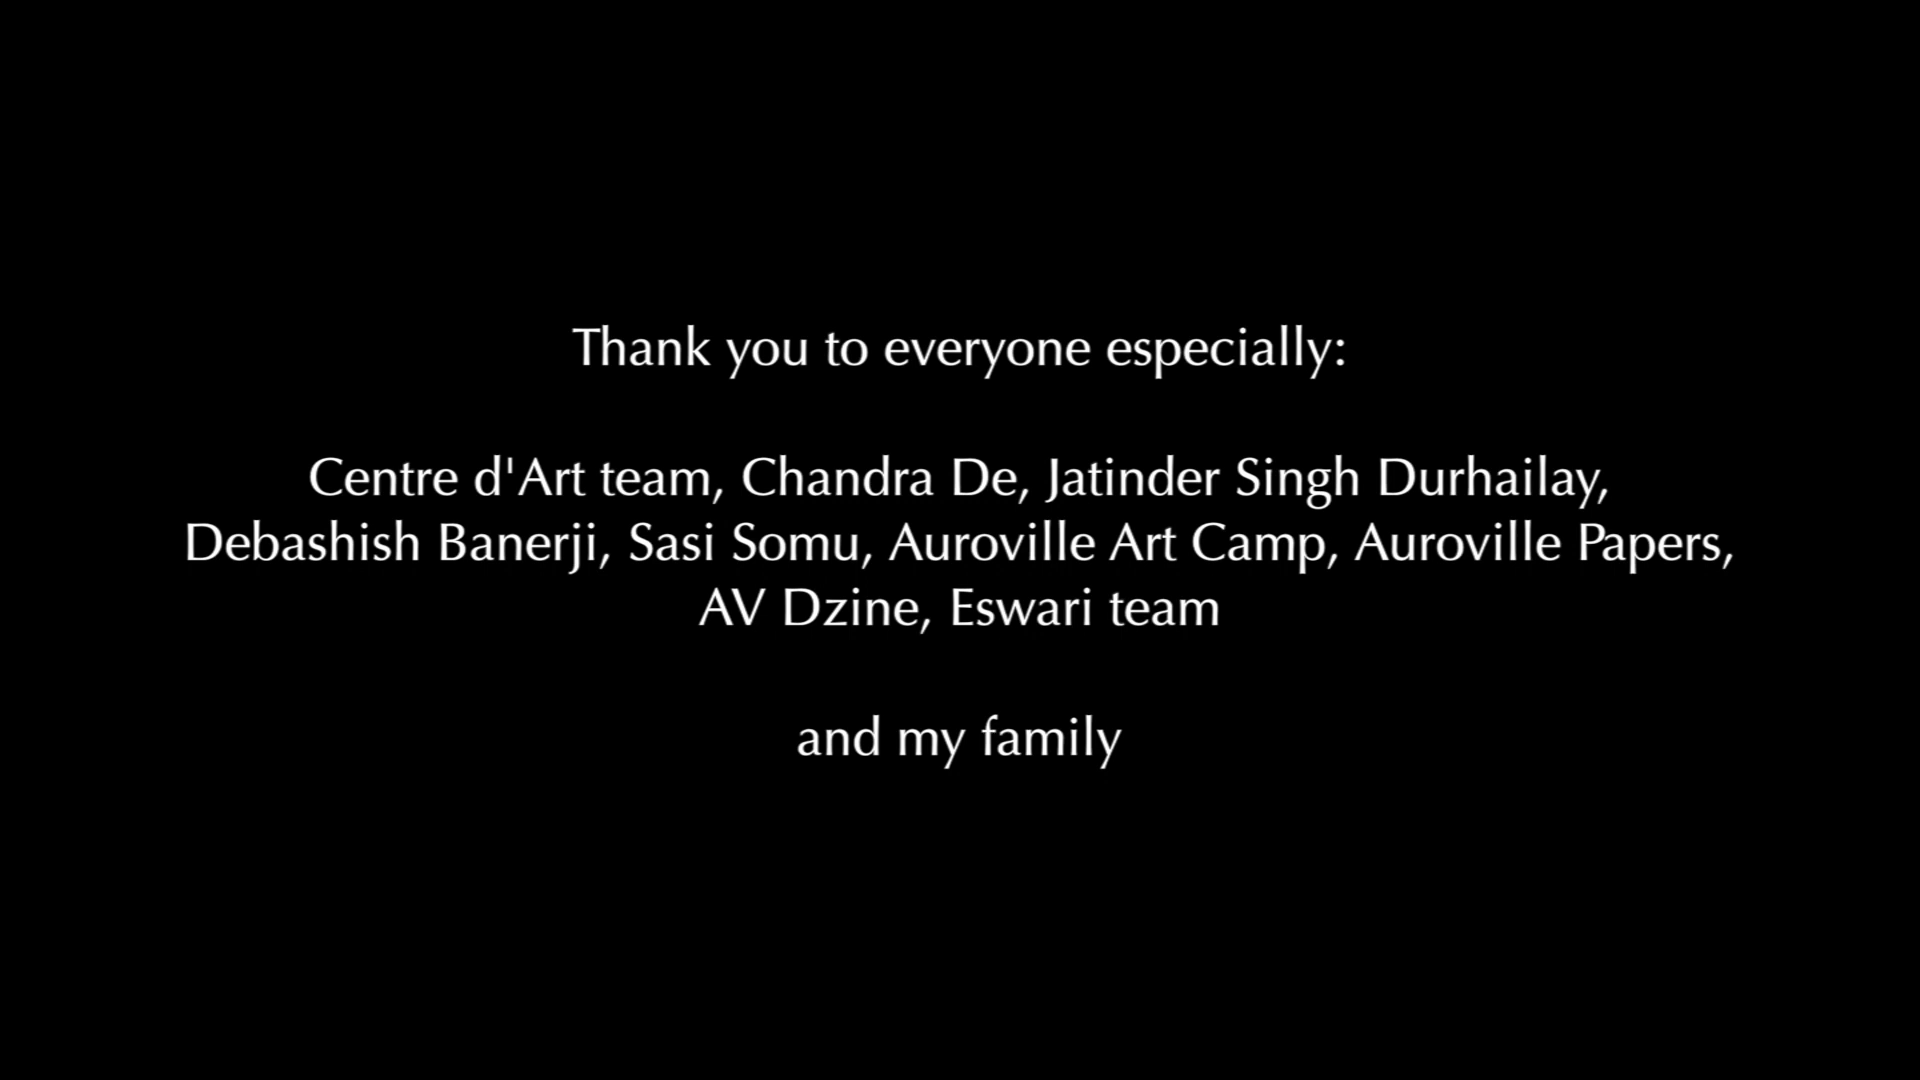 Thank you to everyone especially:
Centre d'Art team, Chandra De, Jatinder Singh Durhailay,
Debashish Banerji, Sasi Somu, Auroville Art Camp, Auroville Papers,
AV Dzine, Eswari team
and my family